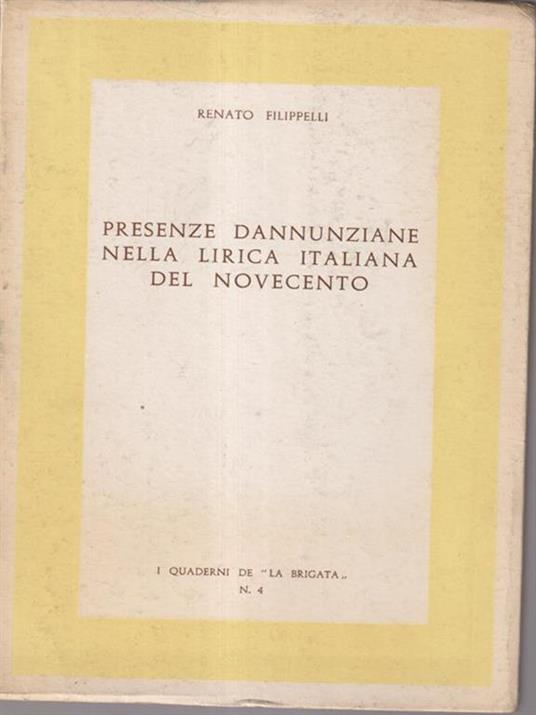 RENATO FILIPPELLI
PRESENZE DANNUNZIANE
NELLA LIRICA ITALIANA
DEL NOVECENTO
I QUADERNI DE "LA BRIGATA„
N. 4